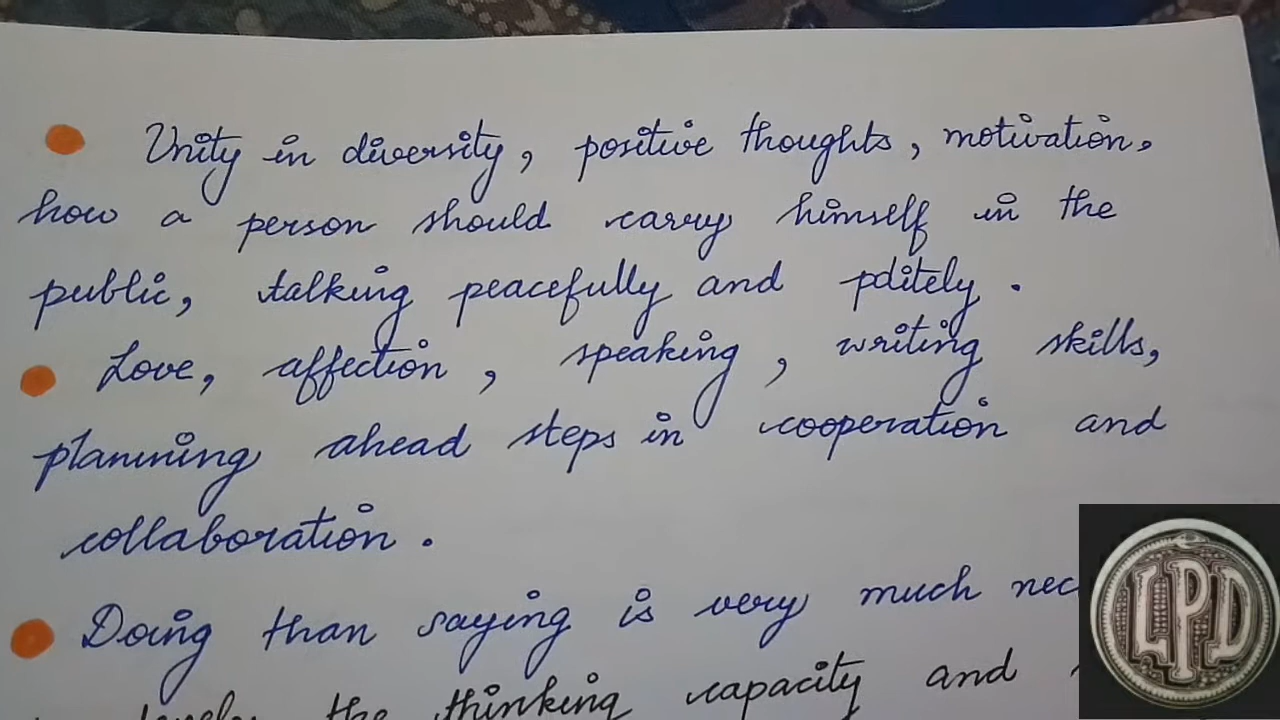 Unity in diversity, positive thoughts, motivation,
how a person should carry himself in the
public, talking peacefully and politely.
Love, affection, speaking, writing skills,
planning ahead steps in cooperation and
collaboration.
Doing than saying is very much
the thinking capacity and
LPD